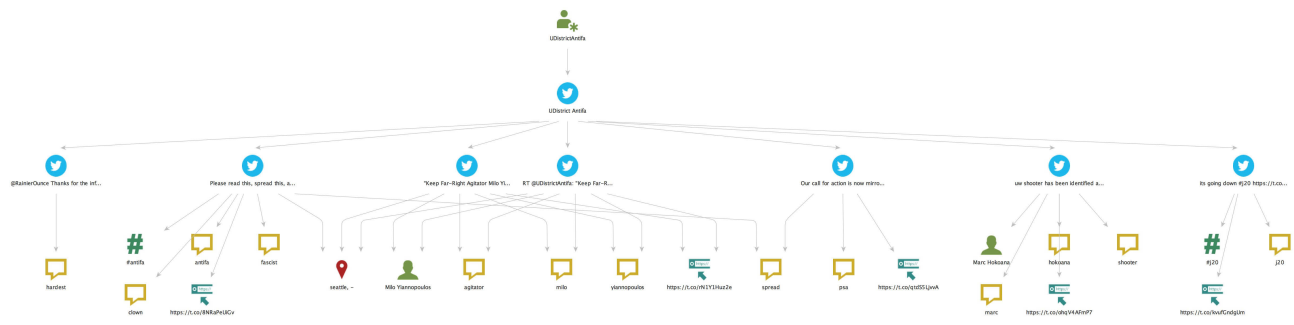 UDistrictAntifa
UDistrict Antifa
@RainierOunce Thanks for the inf...
Please read this, spread this, a...
"Keep Far-Right Agitator Milo Yi...
RT @UDistrictAntifa: "Keep Far-R...
Our call for action is now mirro...
uw shooter has been identified a...
its going down #j20 https://t.co...
#antifa
antifa
fascist
Marc Hokoana
hokoana
shooter
#j20
j20
hardest
clown
https://t.co/8NRaPeUlGv
seattle, -
Milo Yiannopoulos
agitator
milo
yiannopoulos
https://t.co/rN1Y1Huz2e
spread
psa
https://t.co/qtdS5LjvvA
marc
https://t.co/ohqV4AFmP7
https://t.co/kvufGndgUm